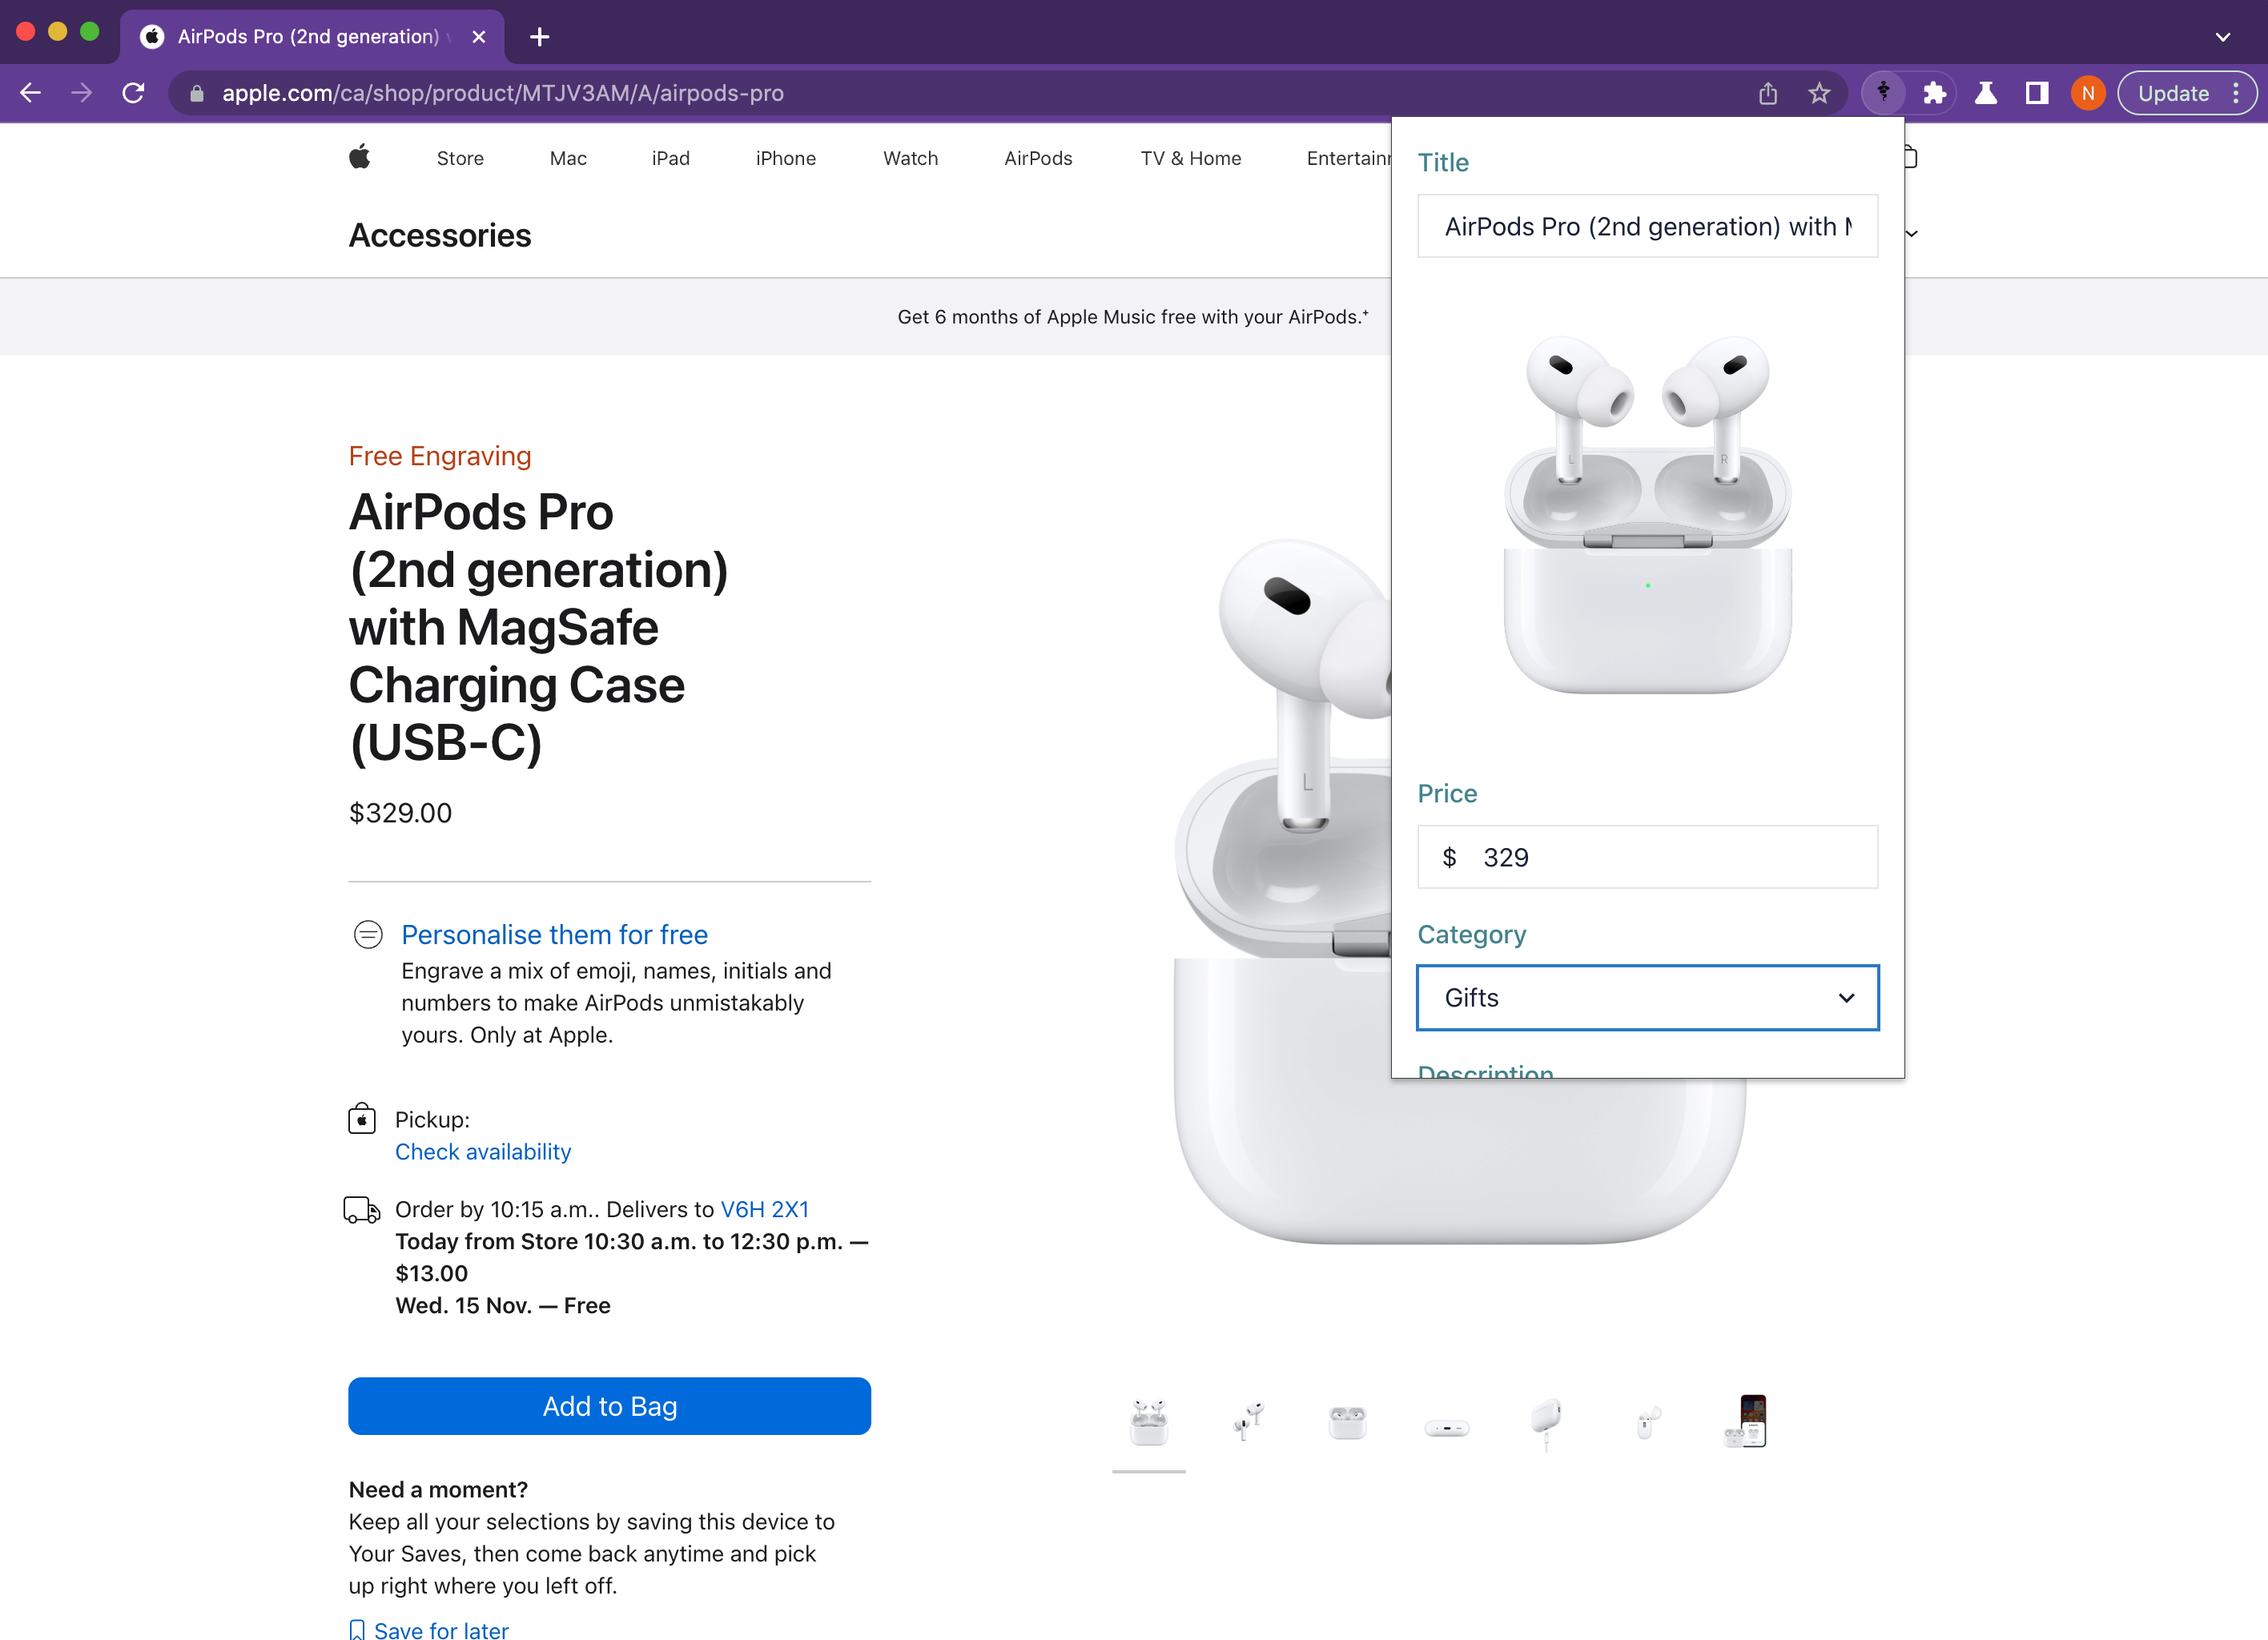 AirPods Pro (2nd generation)
apple.com/ca/shop/product/MTJV3AM/A/airpods-pro
N
Update
Store
Mac
iPad
iPhone
Watch
AirPods
TV & Home
Accessories
Get 6 months of Apple Music free with your AirPods.⁺
Free Engraving
AirPods Pro
(2nd generation)
with MagSafe
Charging Case
(USB-C)
$329.00
Personalise them for free
Engrave a mix of emoji, names, initials and
numbers to make AirPods unmistakably
yours. Only at Apple.
Pickup:
Check availability
Order by 10:15 a.m.. Delivers to V6H 2X1
Today from Store 10:30 a.m. to 12:30 p.m. —
$13.00
Wed. 15 Nov. — Free
Add to Bag
Need a moment?
Keep all your selections by saving this device to
Your Saves, then come back anytime and pick
up right where you left off.
Save for later
L
Title
AirPods Pro (2nd generation) with
L
R
Price
$ 329
Category
Gifts
Description